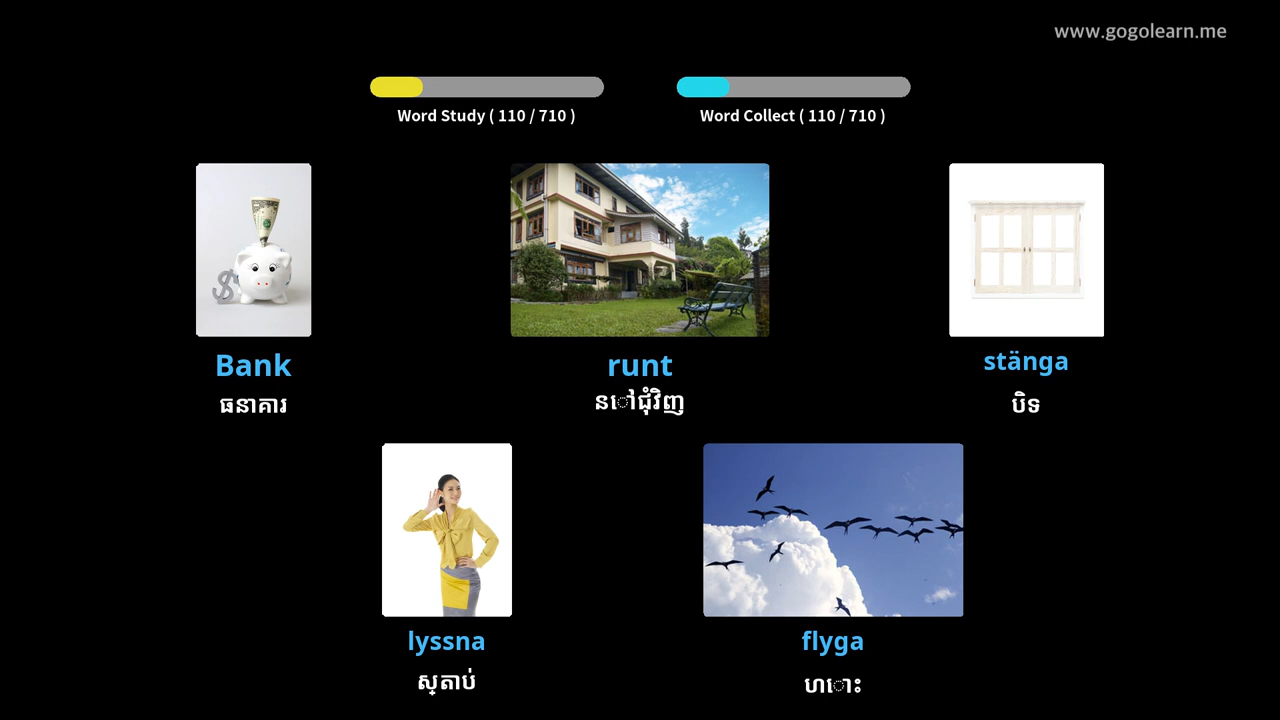 www.gogolearn.me
Word Study ( 110 / 710 )
Word Collect ( 110 / 710 )
Bank
ធនាគារ
runt
នៅជុំវិញ
stänga
បិទ
lyssna
ស្តាប់
flyga
ហោះ